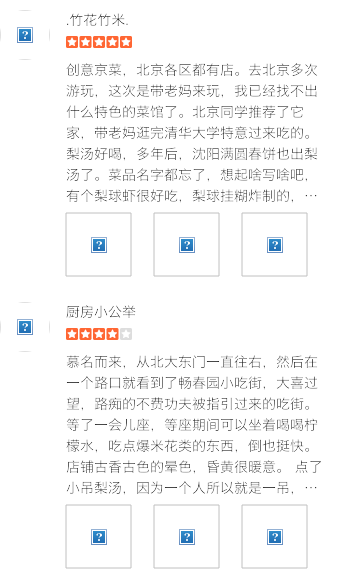 .竹花竹米.
创意京菜，北京各区都有店。去北京多次
游玩，这次是带老妈来玩，我已经找不出
什么特色的菜馆了。北京同学推荐了它
家，带老妈逛完清华大学特意过来吃的。
梨汤好喝，多年后，沈阳满圆春饼也出梨
汤了。菜品名字都忘了，想起啥写啥吧，
有个梨球虾很好吃，梨球挂糊炸制的，…
厨房小公举
慕名而来，从北大东门一直往右，然后在
一个路口就看到了畅春园小吃街，大喜过
望，路痴的不费功夫被指引过来的吃街。
等了一会儿座，等座期间可以坐着喝喝柠
檬水，吃点爆米花类的东西，倒也挺快。
店铺古香古色的晕色，昏黄很暖意。 点了
小吊梨汤，因为一个人所以就是一吊，…